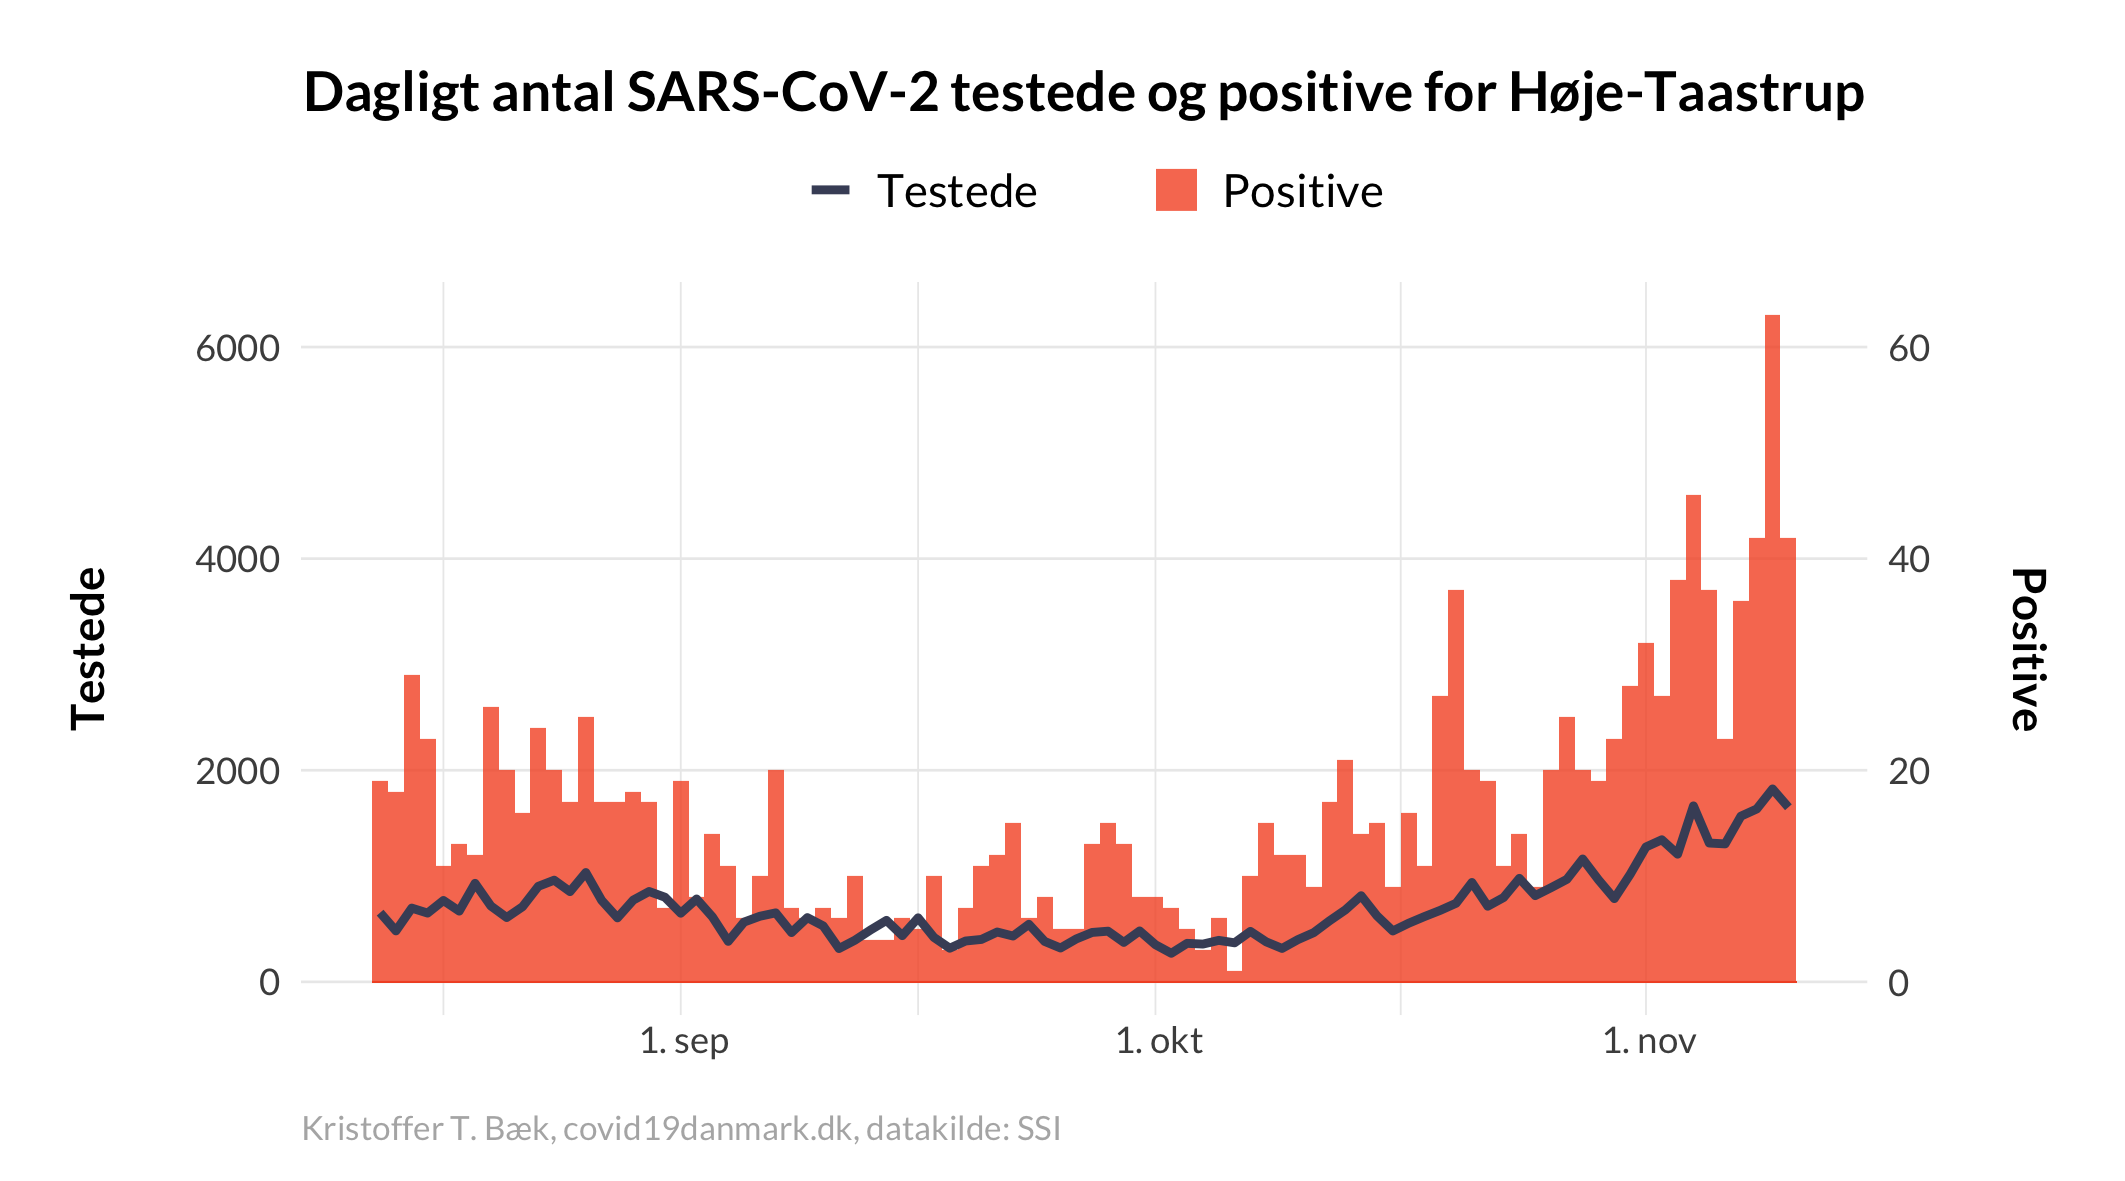 Dagligt antal SARS-CoV-2 testede og positive for Høje-Taastrup
Testede
Positive
6000
4000
2000
0
60
40
20
0
Testede
Positive
1. sep
1. okt
1. nov
Kristoffer T. Bæk, covid19danmark.dk, datakilde: SSI